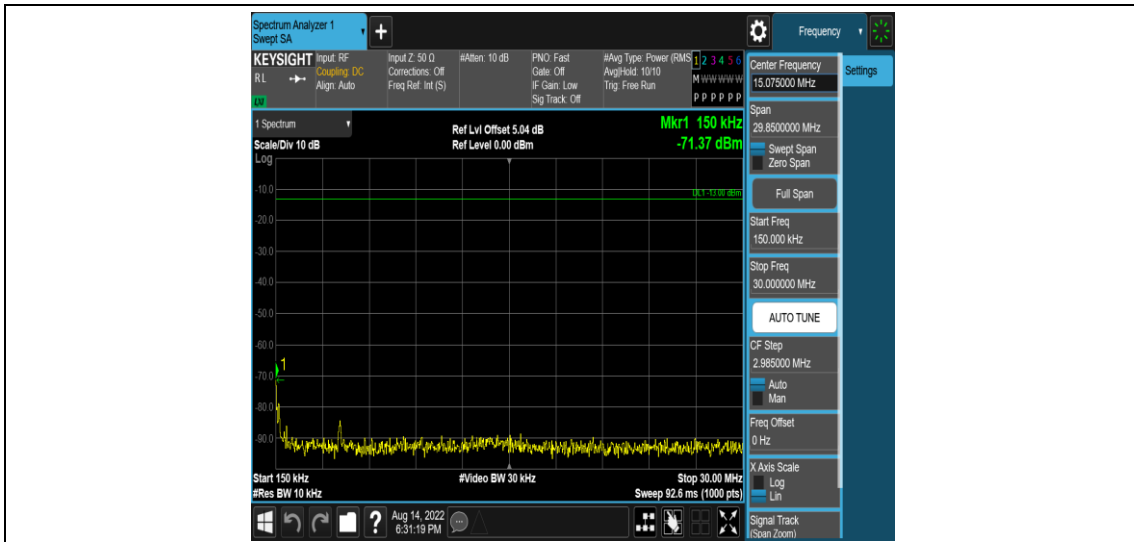 Spectrum Analyzer 1
Swept SA
+
Frequency
KEYSIGHT
RL
LXI
Input: RF
Coupling: DC
Align: Auto
Input Z: 50 Ω
Corrections: Off
Freq Ref: Int (S)
#Atten: 10 dB
PNO: Fast
Gate: Off
IF Gain: Low
Sig Track: Off
#Avg Type: Power (RMS
Avg|Hold: 10/10
Trig: Free Run
1 2 3 4 5 6
M W W W W W
P P P P P P
1 Spectrum
Scale/Div 10 dB
Log
Ref Lvl Offset 5.04 dB
Ref Level 0.00 dBm
Mkr1 150 kHz
-71.37 dBm
DL1 -13.00 dBm
-10.0
-20.0
-30.0
-40.0
-50.0
-60.0
1
-70.0
-80.0
-90.0
Start 150 kHz
#Res BW 10 kHz
#Video BW 30 kHz
Stop 30.00 MHz
Sweep 92.6 ms (1000 pts)
Center Frequency
15.075000 MHz
Settings
Span
29.8500000 MHz
Swept Span
Zero Span
Full Span
Start Freq
150.000 kHz
Stop Freq
30.000000 MHz
AUTO TUNE
CF Step
2.985000 MHz
Auto
Man
Freq Offset
0 Hz
X Axis Scale
Log
Lin
Signal Track
(Span Zoom)
?
Aug 14, 2022
6:31:19 PM